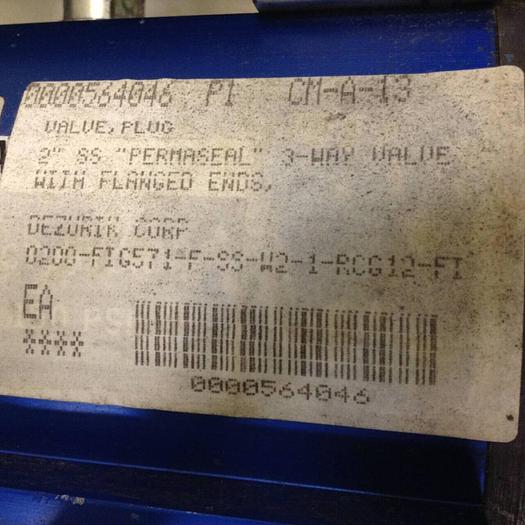 0000564046 PI CM-A-13
VALVE, PLUG
2" SS "PERMASEAL" 3-WAY VALVE
WITH FLANGED ENDS,
DEZURIK CORP
0200-FIG571-F-SS-W2-1-RCG12-FI
EA
****
0000564046